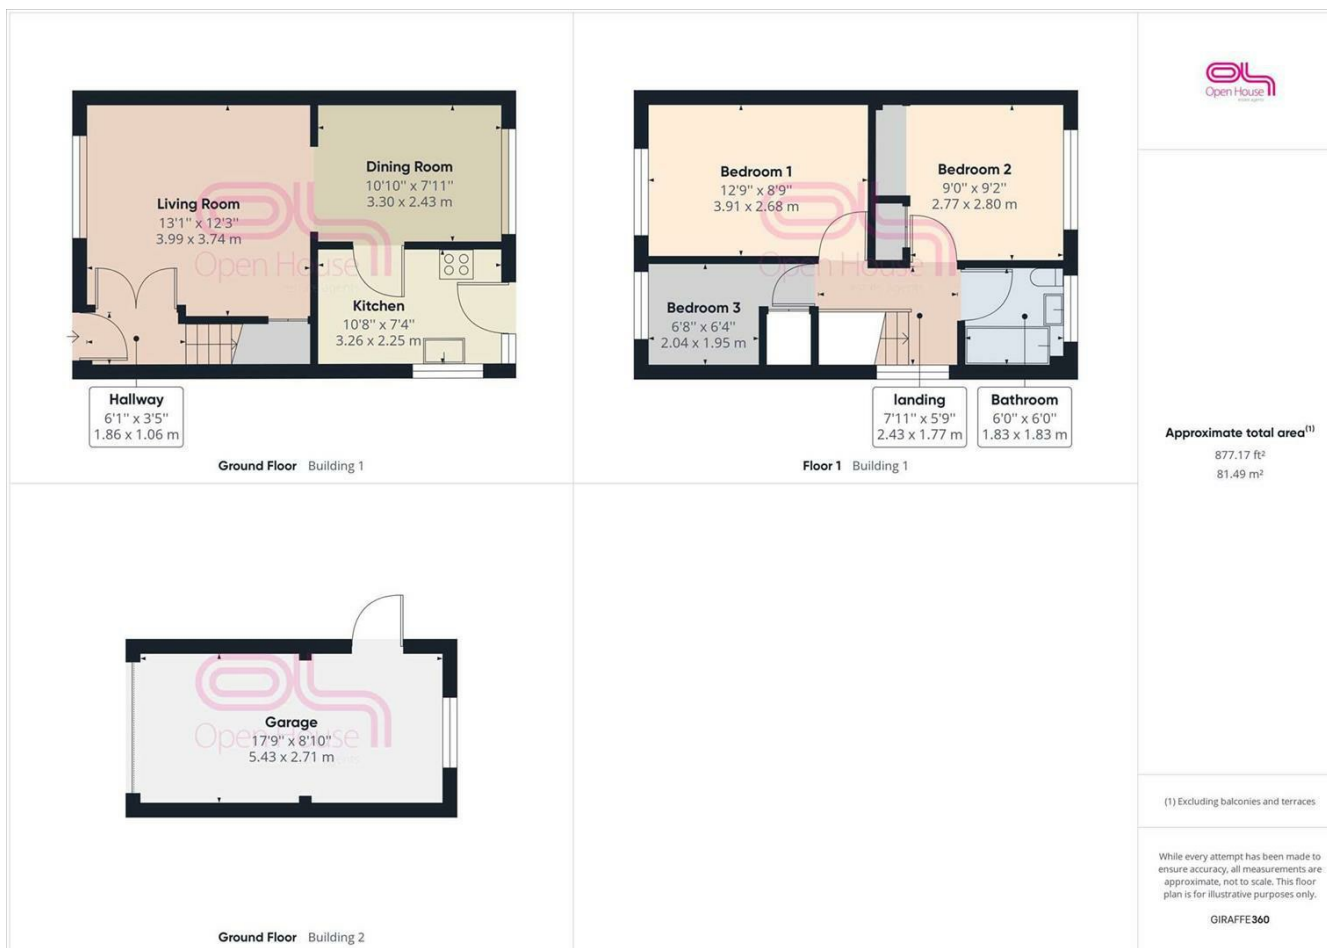 Living Room
13'1'' x 12'3''
3.99 x 3.74 m
Dining Room
10'10'' x 7'11''
3.30 x 2.43 m
Kitchen
10'8'' x 7'4''
3.26 x 2.25 m
Open House
Hallway
6'1'' x 3'5''
1.86 x 1.06 m
Ground Floor Building 1
Bedroom 1
12'9'' x 8'9''
3.91 x 2.68 m
Bedroom 2
9'0'' x 9'2''
2.77 x 2.80 m
Open House
Bedroom 3
6'8'' x 6'4''
2.04 x 1.95 m
landing
7'11'' x 5'9''
2.43 x 1.77 m
Bathroom
6'0'' x 6'0''
1.83 x 1.83 m
Floor 1 Building 1
Garage
17'9'' x 8'10''
5.43 x 2.71 m
Open House
Ground Floor Building 2
Open House
Approximate total area(1)
877.17 ft²
81.49 m²
(1) Excluding balconies and terraces
While every attempt has been made to
ensure accuracy, all measurements are
approximate, not to scale. This floor
plan is for illustrative purposes only.
GIRAFFE360